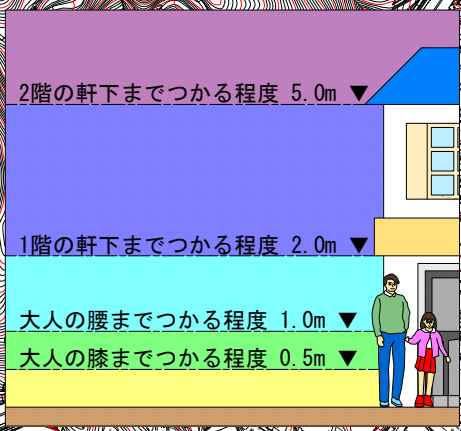 2階の軒下までつかる程度 5.0m ▼
1階の軒下までつかる程度 2.0m ▼
大人の腰までつかる程度 1.0m ▼
大人の膝までつかる程度 0.5m ▼